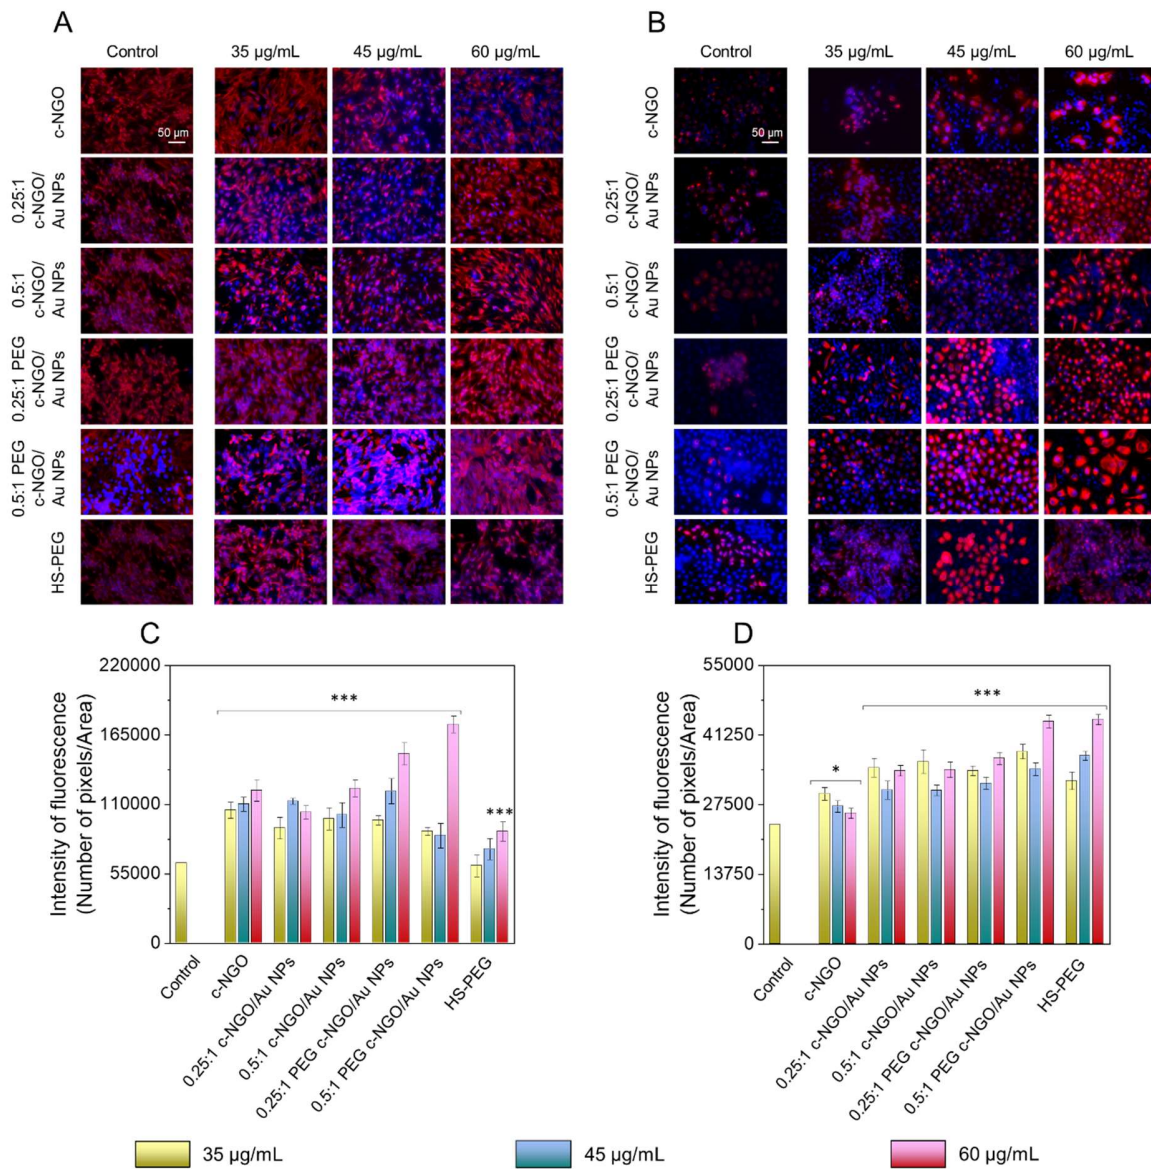 A
Control
35 µg/mL
45 µg/mL
60 µg/mL
c-NGO
50 µm
0.25:1
c-NGO/
Au NPs
0.5:1
c-NGO/
Au NPs
0.25:1 PEG
c-NGO/
Au NPs
0.5:1 PEG
c-NGO/
Au NPs
HS-PEG
B
Control
35 µg/mL
45 µg/mL
60 µg/mL
c-NGO
50 µm
0.25:1
c-NGO/
Au NPs
0.5:1
c-NGO/
Au NPs
0.25:1 PEG
c-NGO/
Au NPs
0.5:1 PEG
c-NGO/
Au NPs
HS-PEG
C
Intensity of fluorescence
(Number of pixels/Area)
220000
165000
110000
55000
0
***
***
Control
c-NGO
0.25:1 c-NGO/Au NPs
0.5:1 c-NGO/Au NPs
0.25:1 PEG c-NGO/Au NPs
0.5:1 PEG c-NGO/Au NPs
HS-PEG
D
Intensity of fluorescence
(Number of pixels/Area)
55000
41250
27500
13750
0
*
***
Control
c-NGO
0.25:1 c-NGO/Au NPs
0.5:1 c-NGO/Au NPs
0.25:1 PEG c-NGO/Au NPs
0.5:1 PEG c-NGO/Au NPs
HS-PEG
35 µg/mL
45 µg/mL
60 µg/mL